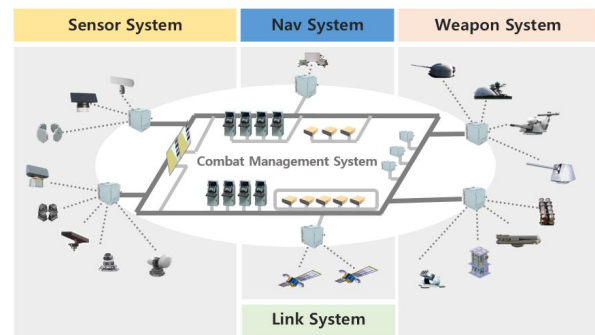 Sensor System
Nav System
Weapon System
Combat Management System
Link System